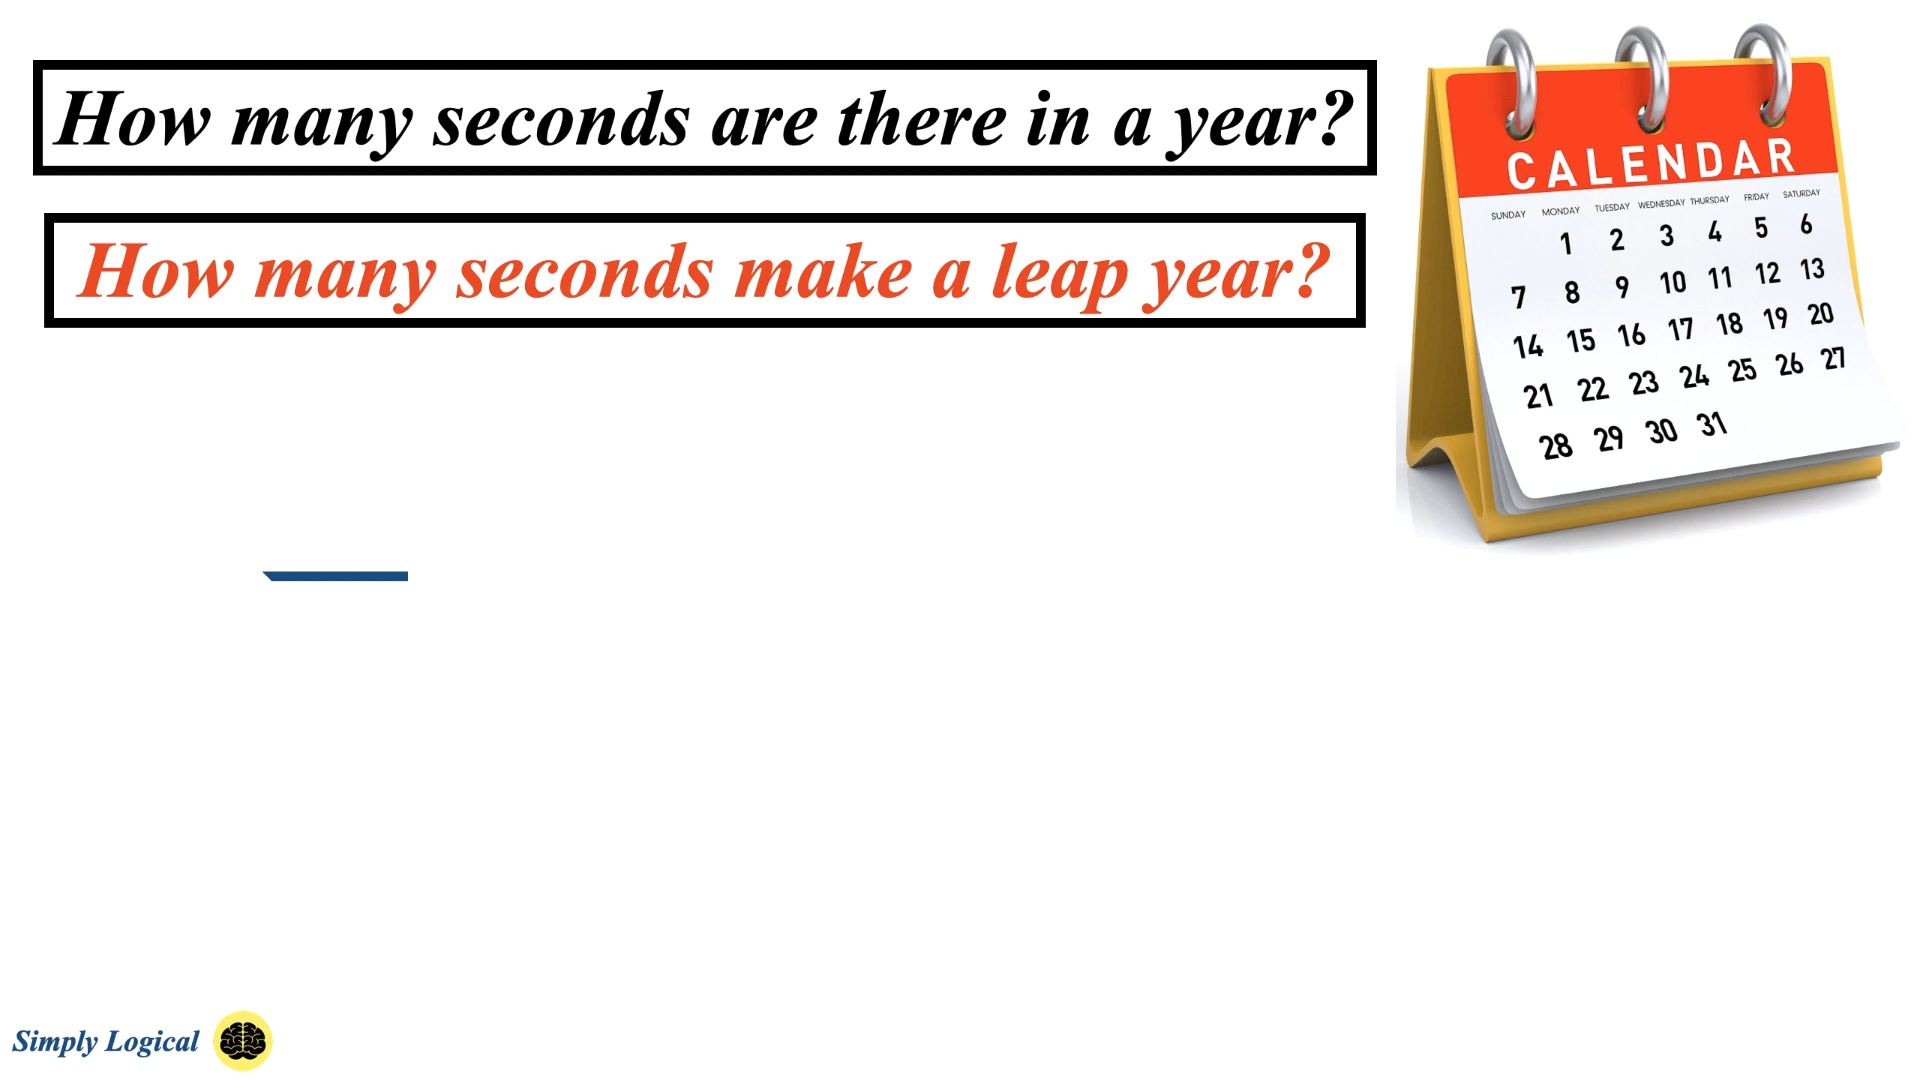 How many seconds are there in a year?
How many seconds make a leap year?
CALENDAR
SUNDAY MONDAY TUESDAY WEDNESDAY THURSDAY FRIDAY SATURDAY
1 2 3 4 5 6
7 8 9 10 11 12 13
14 15 16 17 18 19 20
21 22 23 24 25 26 27
28 29 30 31
Simply Logical